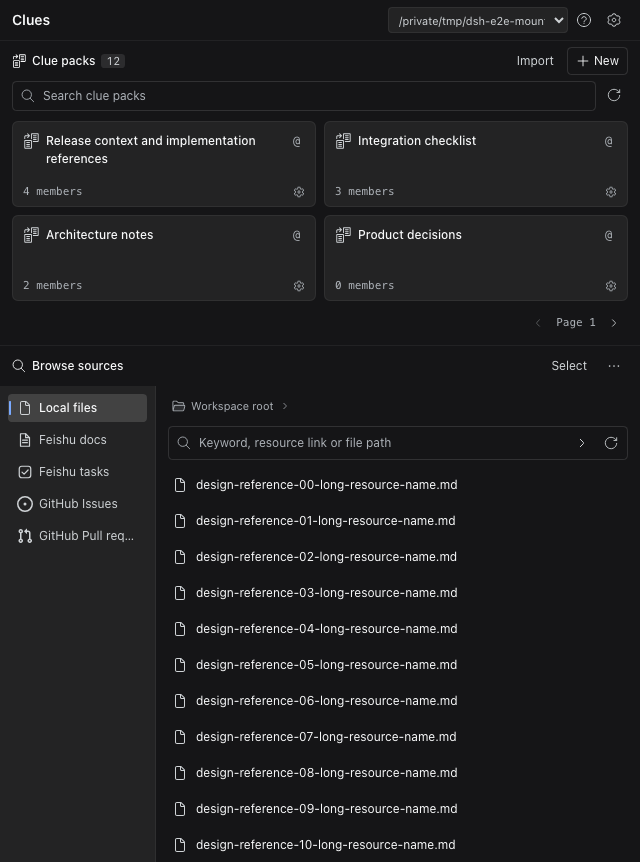 Clues
/private/tmp/dsh-e2e-moun
Clue packs 12
Import
New
Search clue packs
Release context and implementation
references
@
4 members
Integration checklist
@
3 members
Architecture notes
@
2 members
Product decisions
@
0 members
Page 1
Browse sources
Select
...
Local files
Feishu docs
Feishu tasks
GitHub Issues
GitHub Pull req...
Workspace root
Keyword, resource link or file path
design-reference-00-long-resource-name.md
design-reference-01-long-resource-name.md
design-reference-02-long-resource-name.md
design-reference-03-long-resource-name.md
design-reference-04-long-resource-name.md
design-reference-05-long-resource-name.md
design-reference-06-long-resource-name.md
design-reference-07-long-resource-name.md
design-reference-08-long-resource-name.md
design-reference-09-long-resource-name.md
design-reference-10-long-resource-name.md